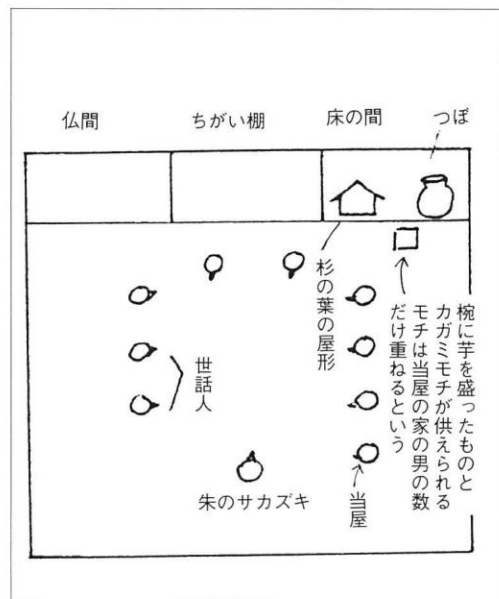 仏間
ちがい棚
床の間
つぼ
杉の葉の屋形
椀に芋を盛ったものと
カガミモチが供えられる
モチは当屋の家の男の数
だけ重ねるという
世話人
当屋
朱のサカズキ